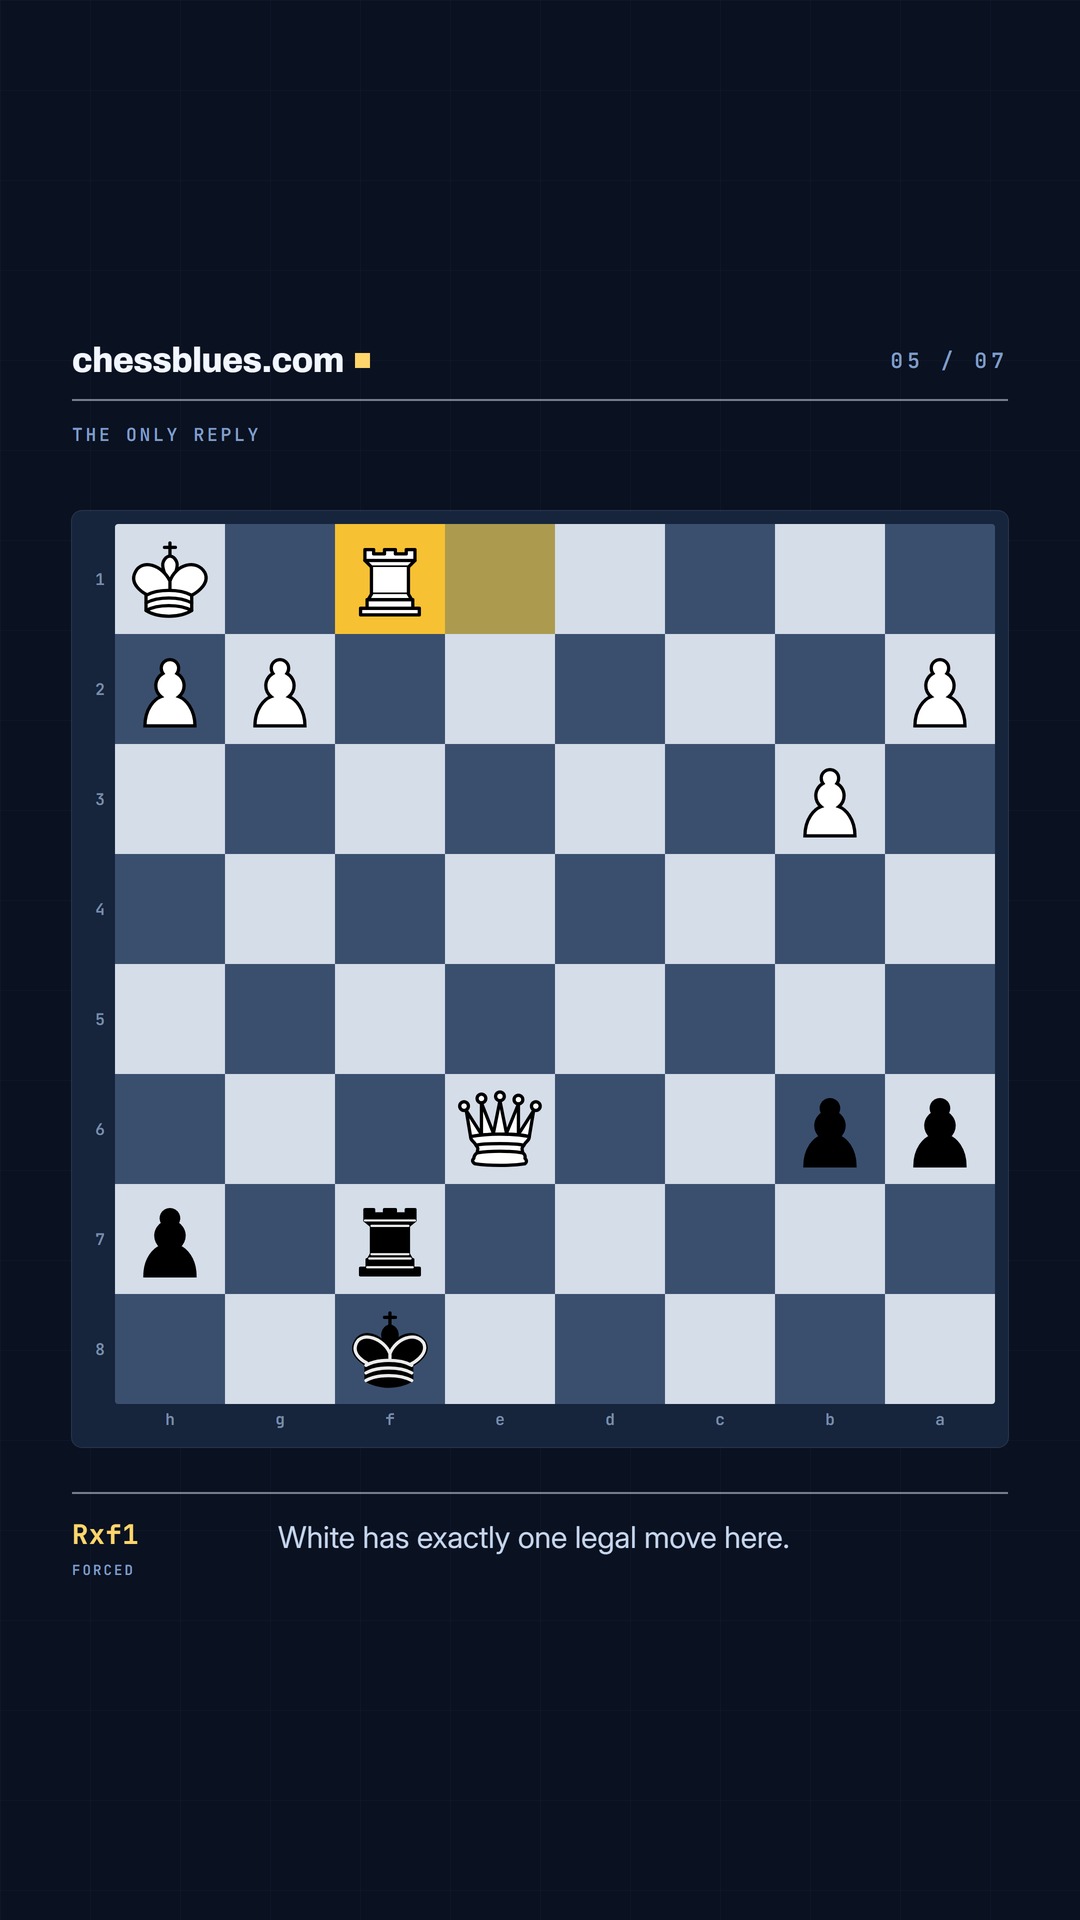 chessblues.com
05 / 07
THE ONLY REPLY
1
2
3
4
5
6
7
8
h g f e d c b a
Rxf1
White has exactly one legal move here.
FORCED